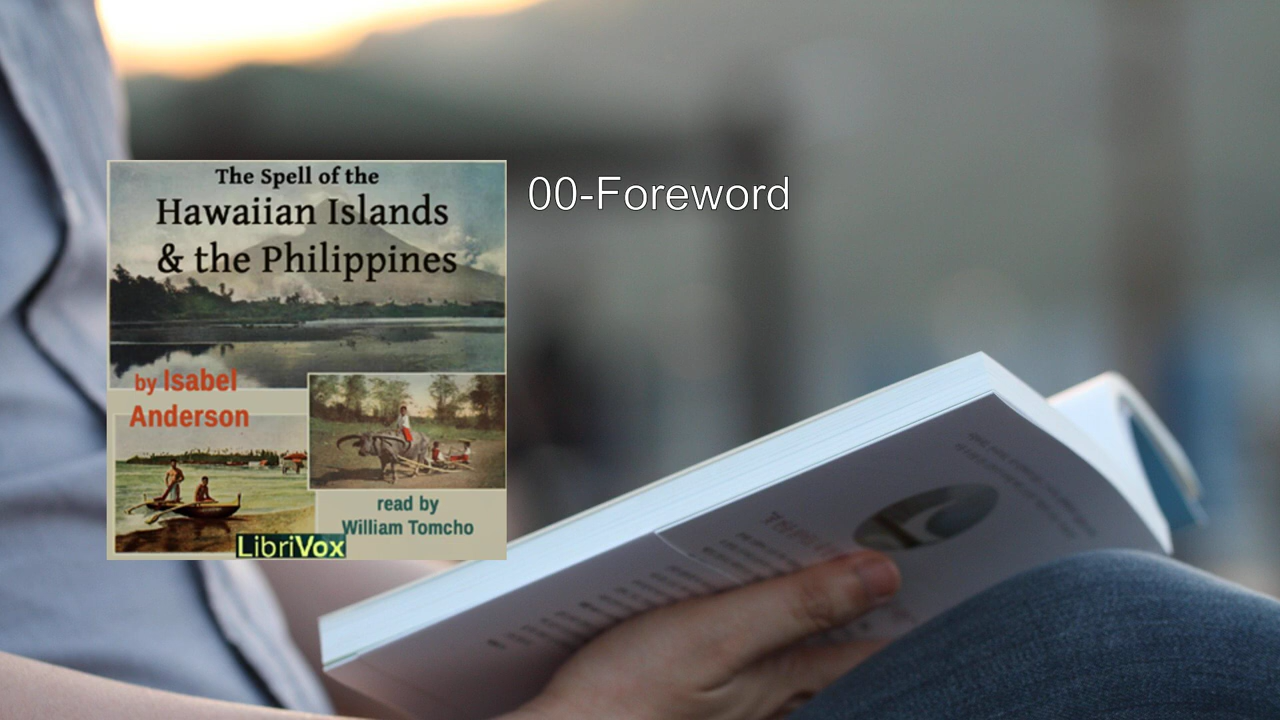 The Spell of the
Hawaiian Islands
& the Philippines
by Isabel
Anderson
read by
William Tomcho
LibriVox
00-Foreword